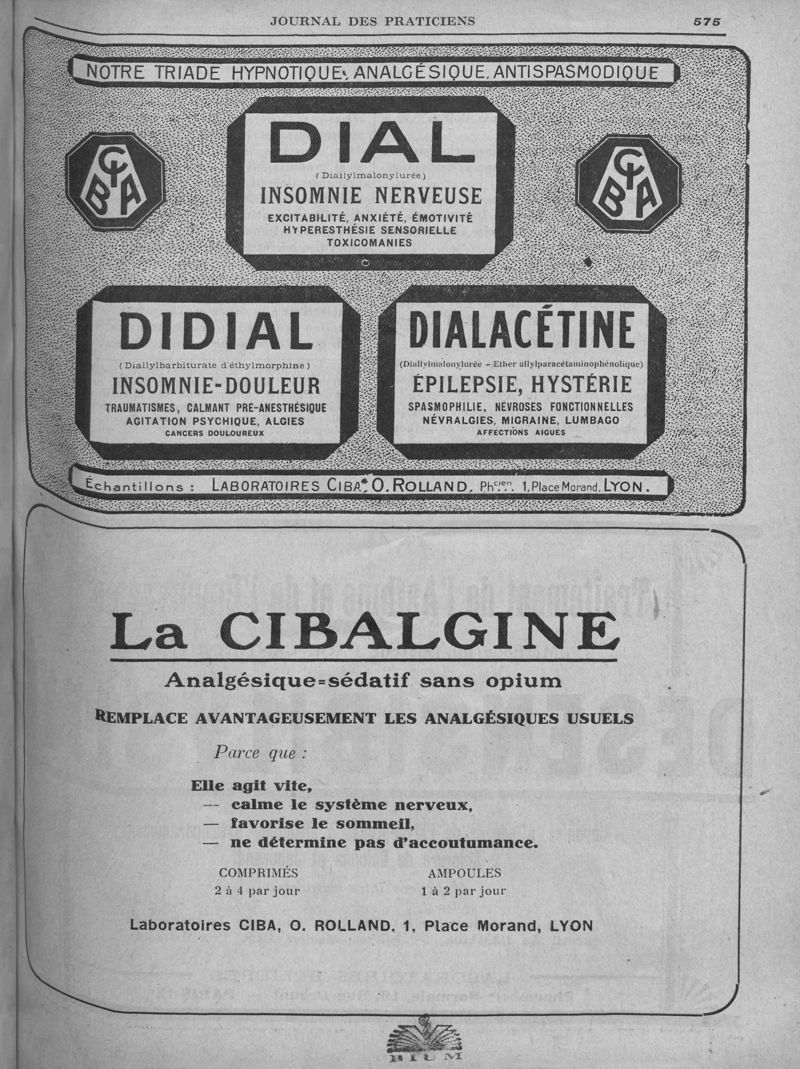 JOURNAL DES PRATICIENS 575
NOTRE TRIADE HYPNOTIQUE, ANALGÉSIQUE, ANTISPASMODIQUE
CIBA
CIBA
DIAL
(Diallylmalonylurée)
INSOMNIE NERVEUSE
EXCITABILITÉ, ANXIÉTÉ, ÉMOTIVITÉ
HYPERESTHÉSIE SENSORIELLE
TOXICOMANIES
DIDIAL
(Diallylbarbiturate d'éthylmorphine)
INSOMNIE-DOULEUR
TRAUMATISMES, CALMANT PRÉ-ANESTHÉSIQUE
AGITATION PSYCHIQUE, ALGIES
CANCERS DOULOUREUX
DIALACÉTINE
(Diallylmalonylurée - Ether allylparacétaminophénolique)
ÉPILEPSIE, HYSTÉRIE
SPASMOPHILIE, NÉVROSES FONCTIONNELLES
NÉVRALGIES, MIGRAINE, LUMBAGO
AFFECTIONS AIGUES
Échantillons : LABORATOIRES CIBA, O. ROLLAND, Phcien. 1, Place Morand, LYON.
La CIBALGINE
Analgésique=sédatif sans opium
REMPLACE AVANTAGEUSEMENT LES ANALGÉSIQUES USUELS
Parce que :
Elle agit vite,
— calme le système nerveux,
— favorise le sommeil,
— ne détermine pas d'accoutumance.
COMPRIMÉS AMPOULES
2 à 4 par jour 1 à 2 par jour
Laboratoires CIBA, O. ROLLAND, 1, Place Morand, LYON
BIUM